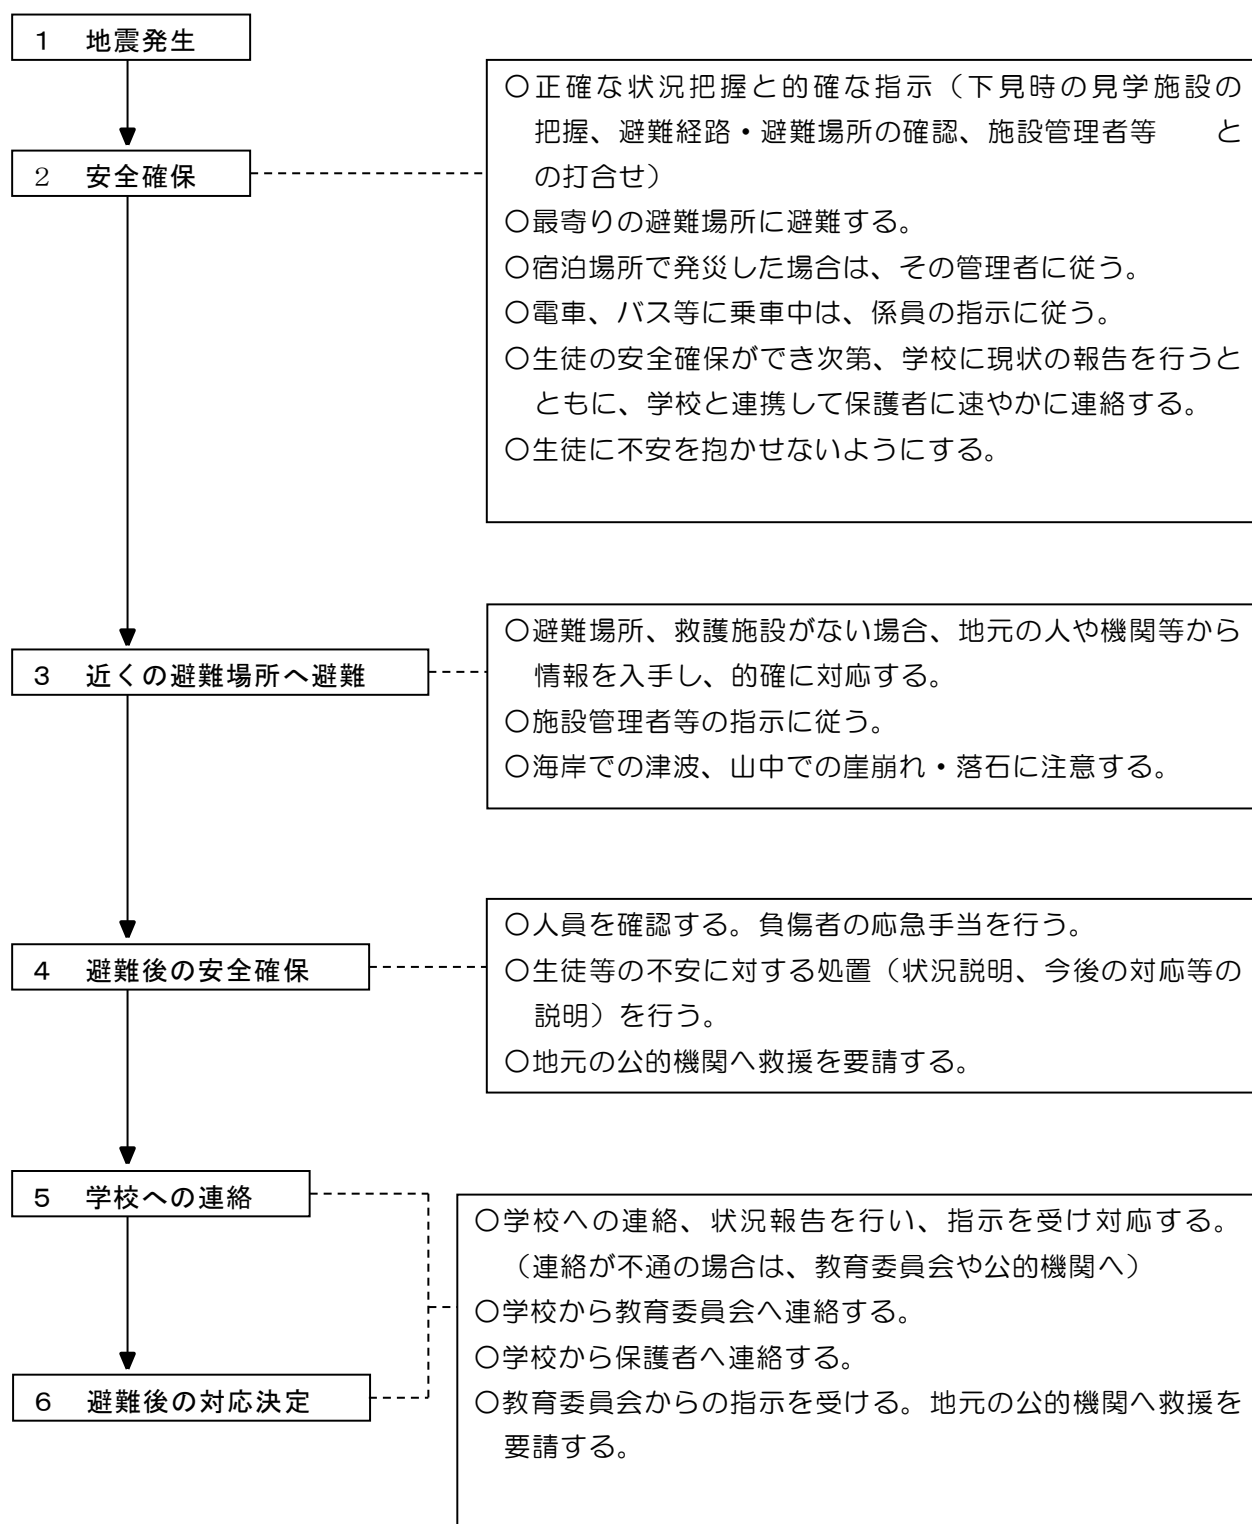 １　地震発生
２　安全確保
〇正確な状況把握と的確な指示（下見時の見学施設の
把握、避難経路・避難場所の確認、施設管理者等　　と
の打合せ）
〇最寄りの避難場所に避難する。
〇宿泊場所で発災した場合は、その管理者に従う。
〇電車、バス等に乗車中は、係員の指示に従う。
〇生徒の安全確保ができ次第、学校に現状の報告を行うと
ともに、学校と連携して保護者に速やかに連絡する。
〇生徒に不安を抱かせないようにする。
３　近くの避難場所へ避難
〇避難場所、救護施設がない場合、地元の人や機関等から
情報を入手し、的確に対応する。
〇施設管理者等の指示に従う。
〇海岸での津波、山中での崖崩れ・落石に注意する。
４　避難後の安全確保
〇人員を確認する。負傷者の応急手当を行う。
〇生徒等の不安に対する処置（状況説明、今後の対応等の
説明）を行う。
〇地元の公的機関へ救援を要請する。
５　学校への連絡
６　避難後の対応決定
〇学校への連絡、状況報告を行い、指示を受け対応する。
（連絡が不通の場合は、教育委員会や公的機関へ）
〇学校から教育委員会へ連絡する。
〇学校から保護者へ連絡する。
〇教育委員会からの指示を受ける。地元の公的機関へ救援を
要請する。